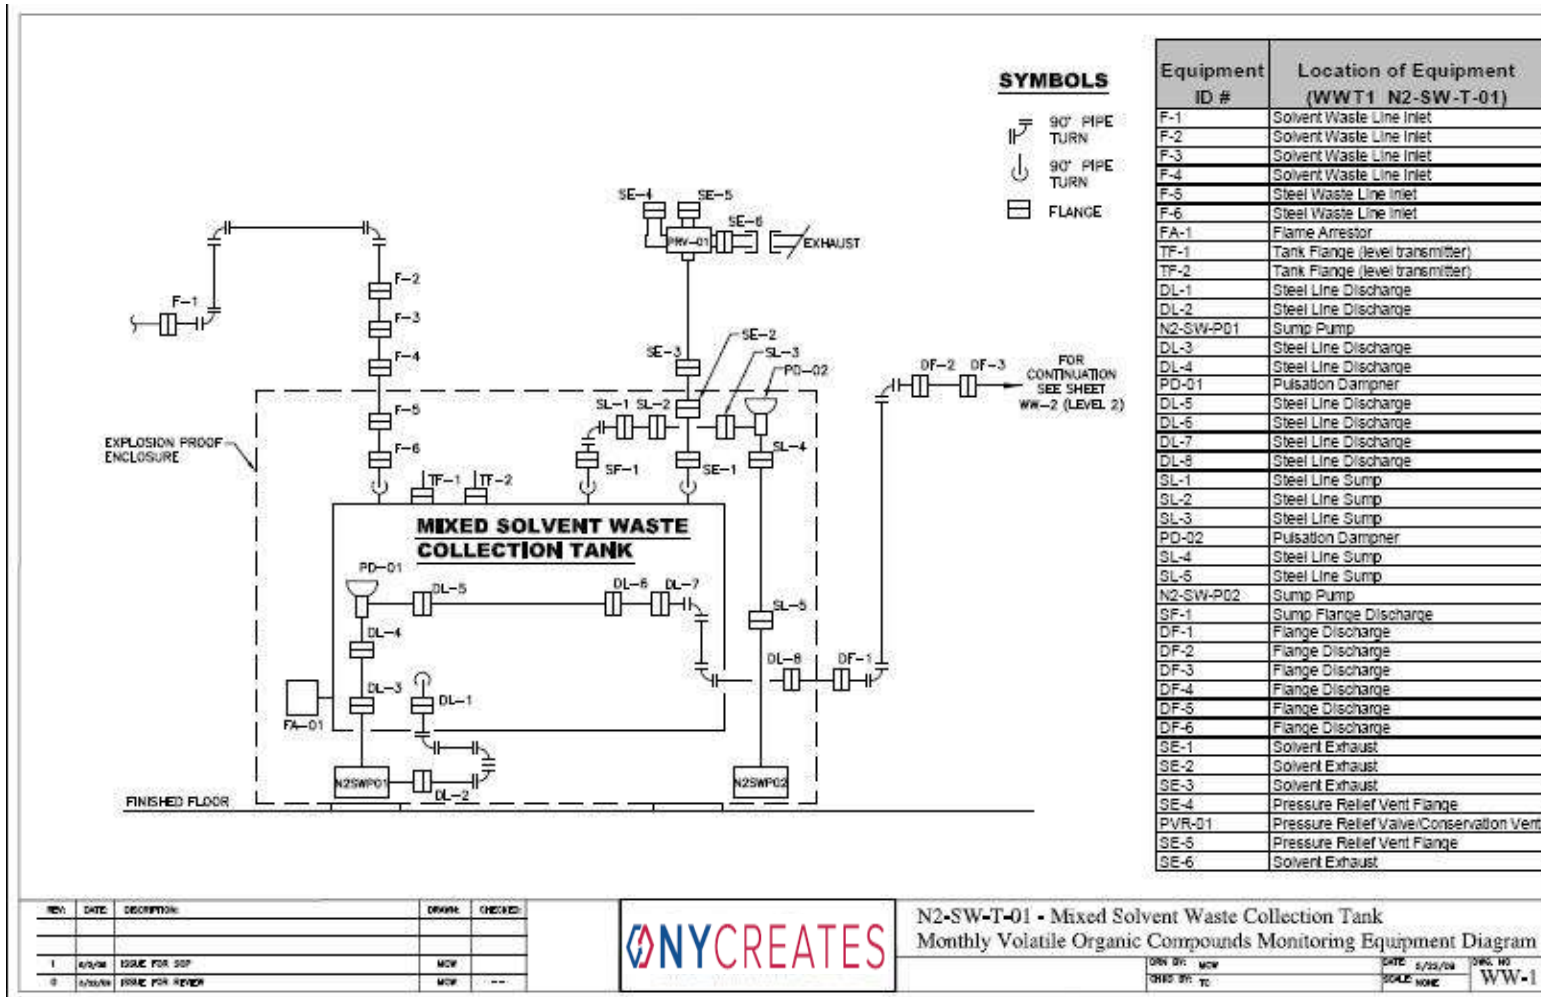 SYMBOLS
90° PIPE
TURN
90° PIPE
TURN
FLANGE
SE-4
SE-5
SE-6
PRV-01
EXHAUST
F-1
F-2
F-3
F-4
F-5
F-6
SE-3
SE-2
SL-3
PD-02
SL-1
SL-2
SL-4
SF-1
SE-1
TF-1
TF-2
DF-2
DF-3
FOR
CONTINUATION
SEE SHEET
WW-2 (LEVEL 2)
EXPLOSION PROOF
ENCLOSURE
MIXED SOLVENT WASTE
COLLECTION TANK
PD-01
DL-5
DL-6
DL-7
SL-5
DL-4
DL-8
DF-1
DL-3
DL-1
FA-01
N2SWP01
DL-2
N2SWP02
FINISHED FLOOR
Equipment ID # Location of Equipment (WWT1 N2-SW-T-01)
F-1 Solvent Waste Line Inlet
F-2 Solvent Waste Line Inlet
F-3 Solvent Waste Line Inlet
F-4 Solvent Waste Line Inlet
F-5 Steel Waste Line Inlet
F-6 Steel Waste Line Inlet
FA-1 Flame Arrestor
TF-1 Tank Flange (level transmitter)
TF-2 Tank Flange (level transmitter)
DL-1 Steel Line Discharge
DL-2 Steel Line Discharge
N2-SW-P01 Sump Pump
DL-3 Steel Line Discharge
DL-4 Steel Line Discharge
PD-01 Pulsation Dampner
DL-5 Steel Line Discharge
DL-6 Steel Line Discharge
DL-7 Steel Line Discharge
DL-8 Steel Line Discharge
SL-1 Steel Line Sump
SL-2 Steel Line Sump
SL-3 Steel Line Sump
PD-02 Pulsation Dampner
SL-4 Steel Line Sump
SL-5 Steel Line Sump
N2-SW-P02 Sump Pump
SF-1 Sump Flange Discharge
DF-1 Flange Discharge
DF-2 Flange Discharge
DF-3 Flange Discharge
DF-4 Flange Discharge
DF-5 Flange Discharge
DF-6 Flange Discharge
SE-1 Solvent Exhaust
SE-2 Solvent Exhaust
SE-3 Solvent Exhaust
SE-4 Pressure Relief Vent Flange
PVR-01 Pressure Relief Valve/Conservation Vent
SE-5 Pressure Relief Vent Flange
SE-6 Solvent Exhaust
REV: DATE: DISCRIPTION: DRAWN: CHECKED:
1 ISSUE FOR SOP MCW
0 ISSUE FOR REVIEW MCW --
NYCREATES
N2-SW-T-01 - Mixed Solvent Waste Collection Tank
Monthly Volatile Organic Compounds Monitoring Equipment Diagram
DRN BY: MCW
CHKD BY: TC
DATE
SCALE: NONE
DWG. NO
WW-1